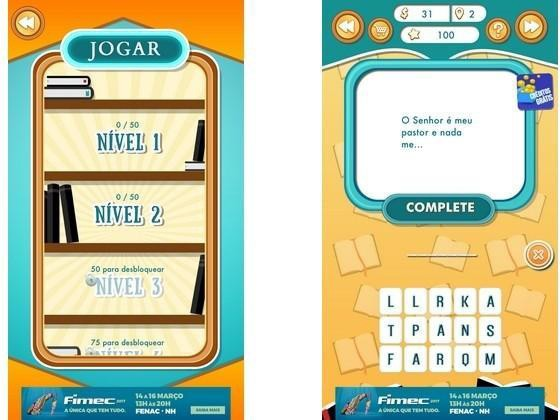 JOGAR
0 / 50
NÍVEL 1
0 / 50
NÍVEL 2
50 para desbloquear
NÍVEL 3
75 para desbloquear
Fimec 2017
A ÚNICA QUE TEM TUDO.
14 a 16 MARÇO
13H ÀS 20H
FENAC • NH
SAIBA MAIS
31
2
100
?
CRÉDITOS
GRÁTIS
O Senhor é meu
pastor e nada
me...
COMPLETE
L L R K A
T P A N S
F A R Q M
Fimec 2017
A ÚNICA QUE TEM TUDO.
14 a 16 MARÇO
13H ÀS 20H
FENAC • NH
SAIBA MAIS